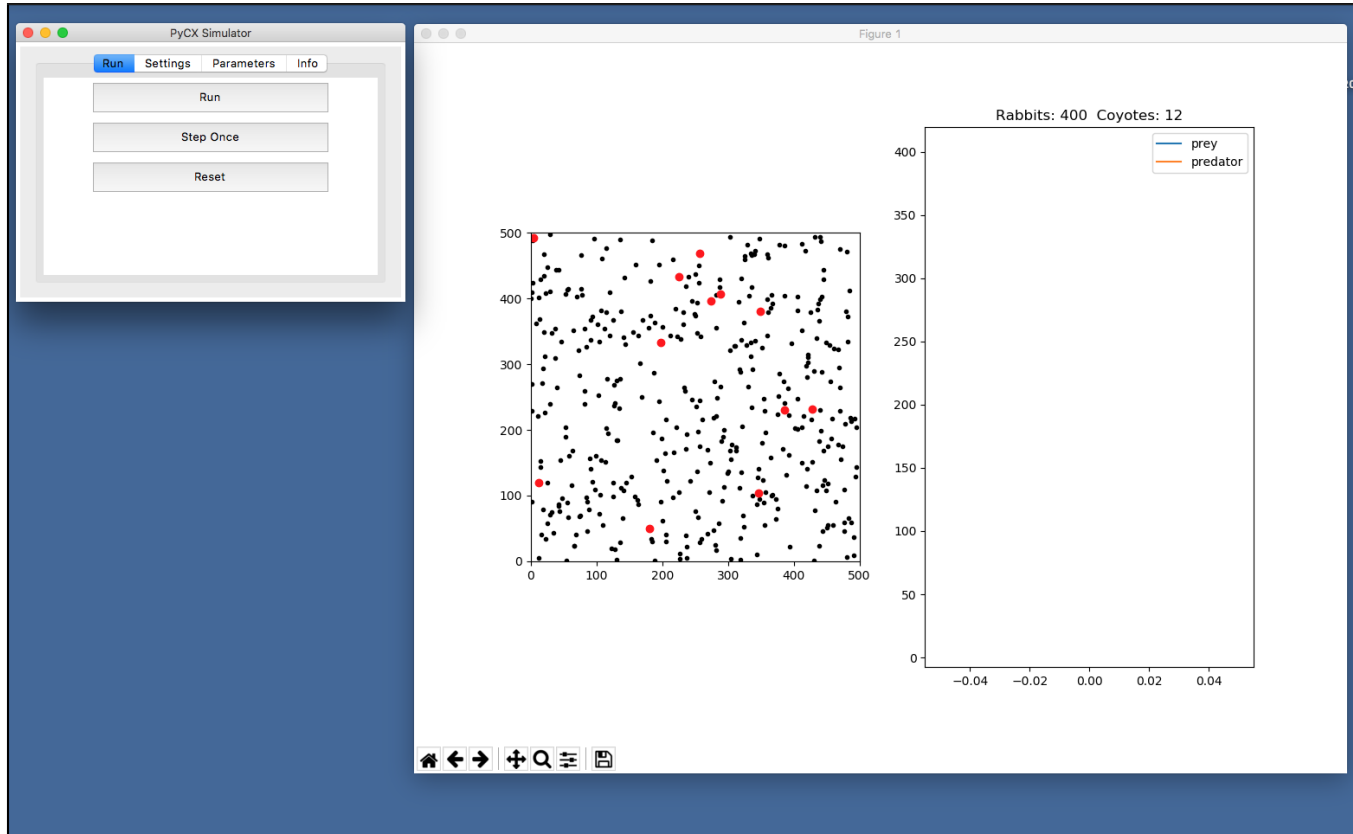 PyCX Simulator
Run Settings Parameters Info
Run
Step Once
Reset
Figure 1
Rabbits: 400 Coyotes: 12
prey
predator
400
350
300
250
200
150
100
50
0
−0.04 −0.02 0.00 0.02 0.04
500
400
300
200
100
0
0 100 200 300 400 500